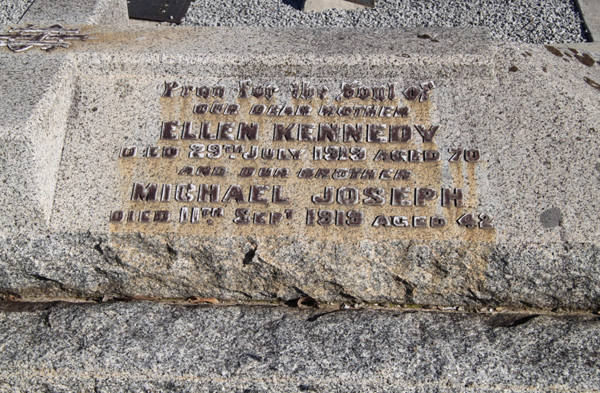 Pray for the Soul of
OUR DEAR MOTHER
ELLEN KENNEDY
DIED 29TH JULY 1919 AGED 70
AND OUR BROTHER
MICHAEL JOSEPH
DIED 11TH SEPT 1919 AGED 42